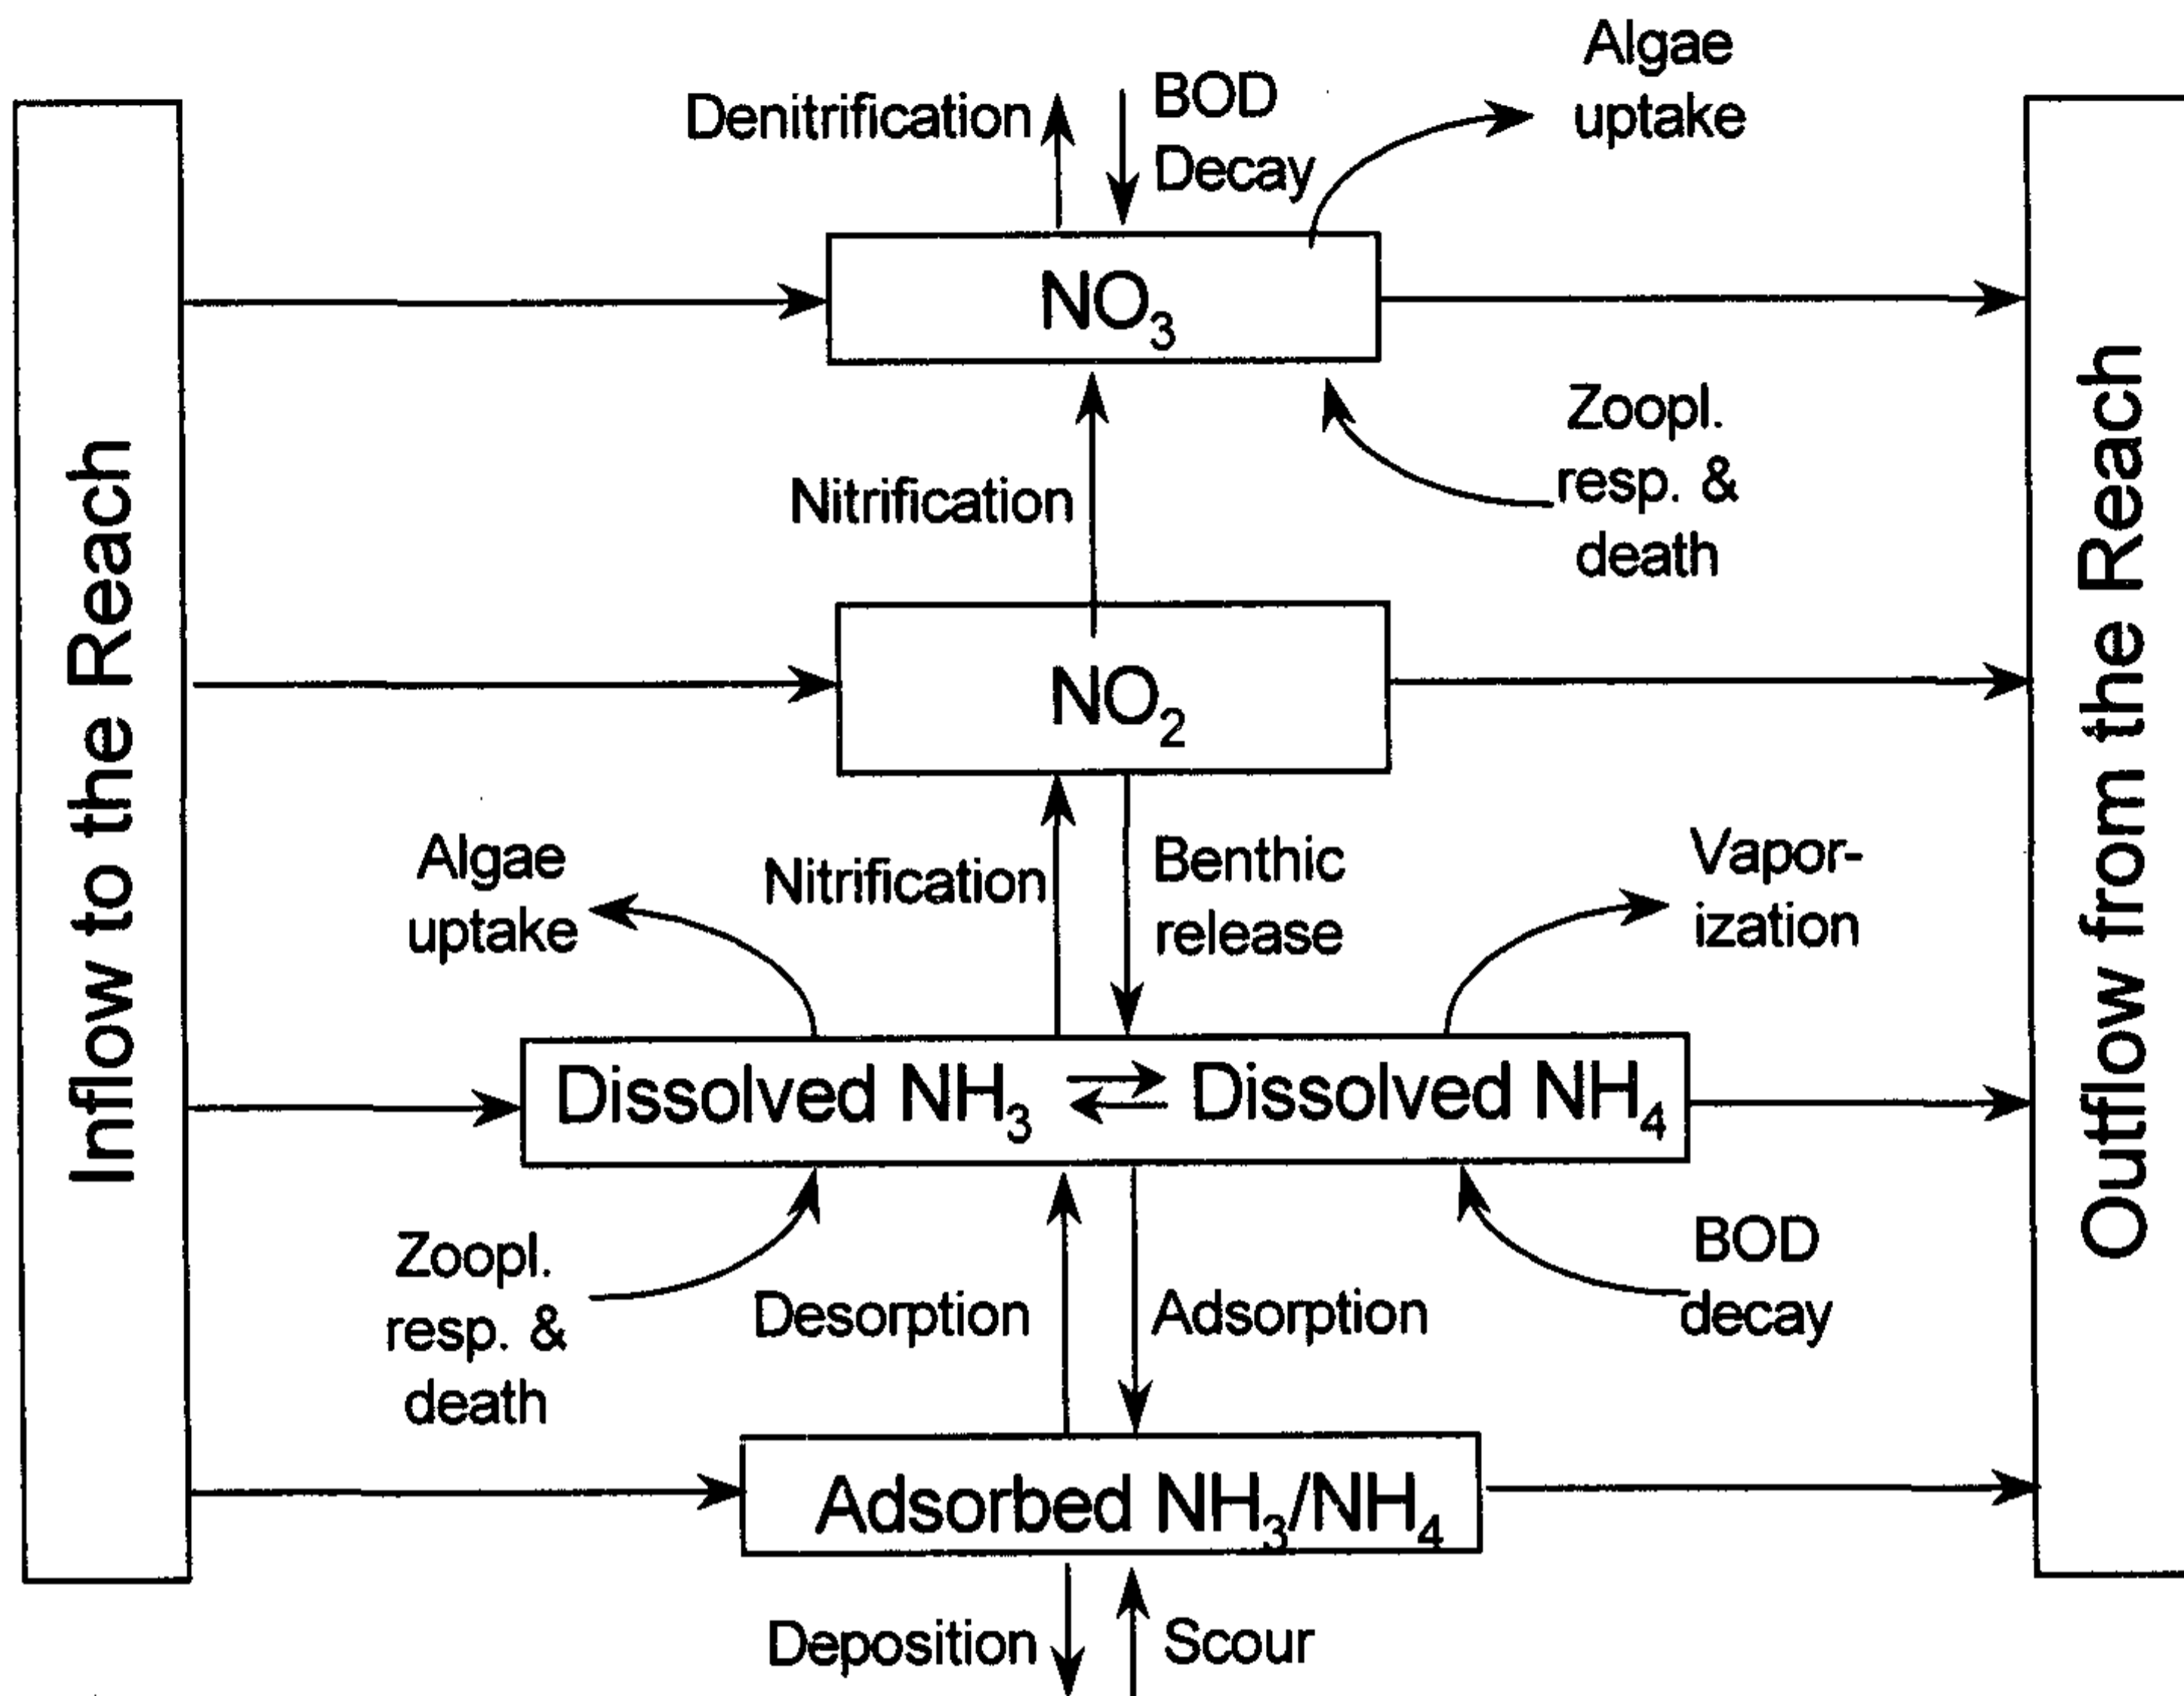 Inflow to the Reach
Denitrification
BOD
Decay
Algae
uptake
NO₃
Nitrification
Zoopl.
resp. &
death
NO₂
Algae
uptake
Nitrification
Benthic
release
Vapor-
ization
Dissolved NH₃ ⇌ Dissolved NH₄
Zoopl.
resp. &
death
Desorption
Adsorption
BOD
decay
Adsorbed NH₃/NH₄
Deposition
Scour
Outflow from the Reach